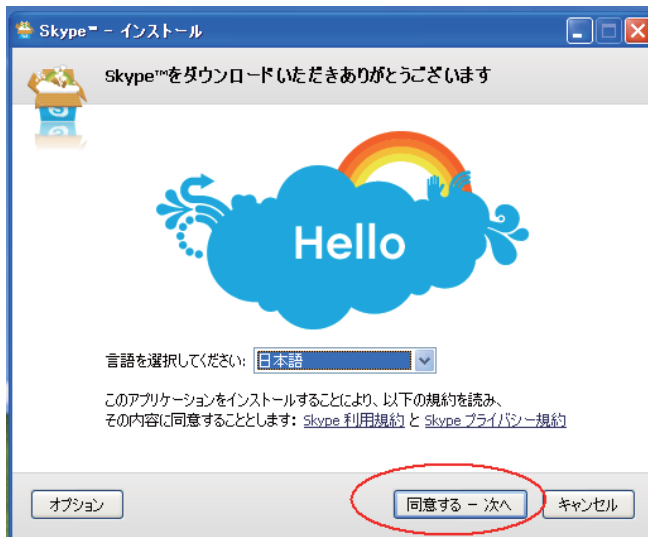 Skype™ - インストール
Skype™をダウンロードいただきありがとうございます
Hello
言語を選択してください: 日本語
このアプリケーションをインストールすることにより、以下の規約を読み、
その内容に同意することとします: Skype 利用規約 と Skype プライバシー規約
オプション 同意する - 次へ キャンセル